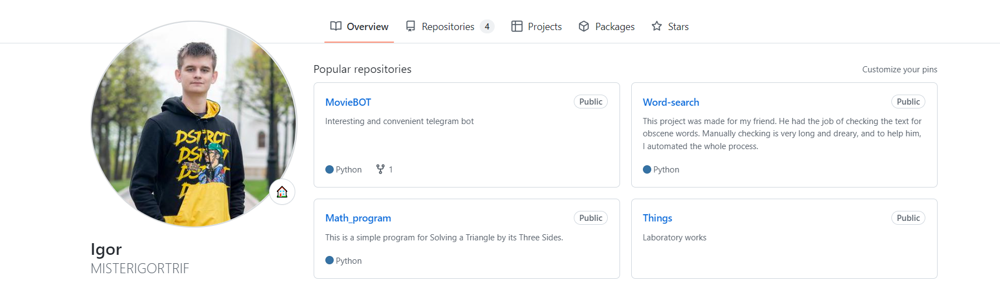 Overview
Repositories 4
Projects
Packages
Stars
Popular repositories
Customize your pins
MovieBOT
Public
Interesting and convenient telegram bot
Python
1
Word-search
Public
This project was made for my friend. He had the job of checking the text for
obscene words. Manually checking is very long and dreary, and to help him,
I automated the whole process.
Python
Math_program
Public
This is a simple program for Solving a Triangle by its Three Sides.
Python
Things
Public
Laboratory works
DSTRCT
Igor
MISTERIGORTRIF